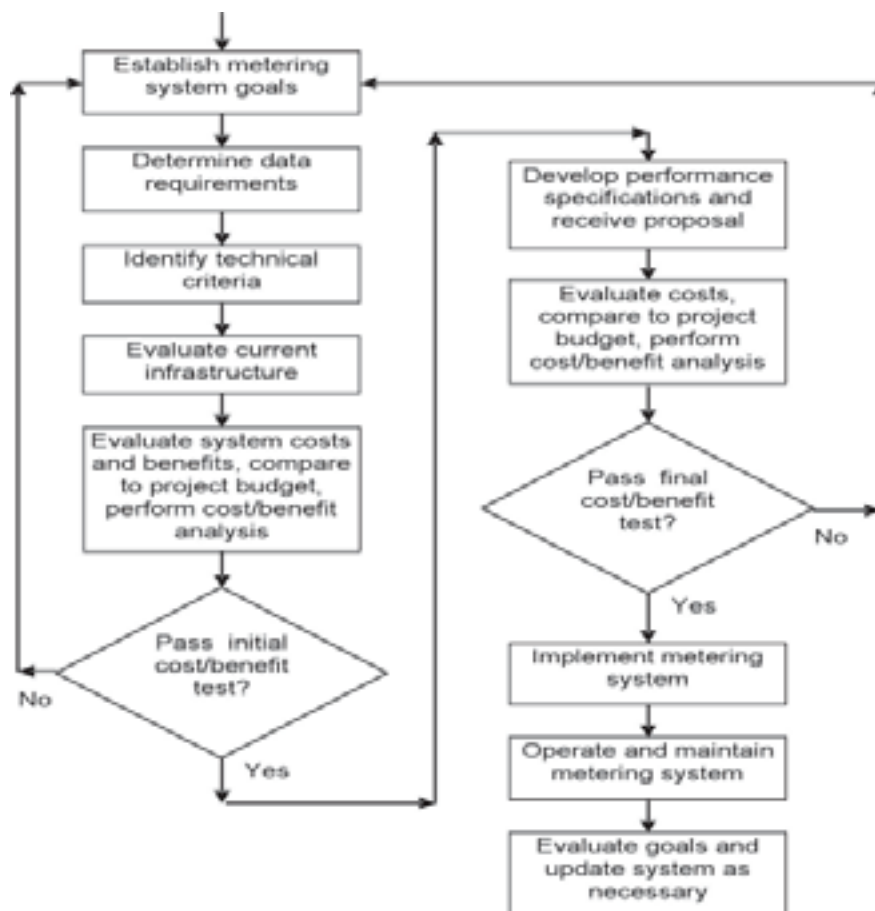 Establish metering
system goals
Determine data
requirements
Identify technical
criteria
Evaluate current
infrastructure
Evaluate system costs
and benefits, compare
to project budget,
perform cost/benefit
analysis
Pass initial
cost/benefit
test?
No
Yes
Develop performance
specifications and
receive proposal
Evaluate costs,
compare to project
budget, perform
cost/benefit analysis
Pass final
cost/benefit
test?
No
Yes
Implement metering
system
Operate and maintain
metering system
Evaluate goals and
update system as
necessary